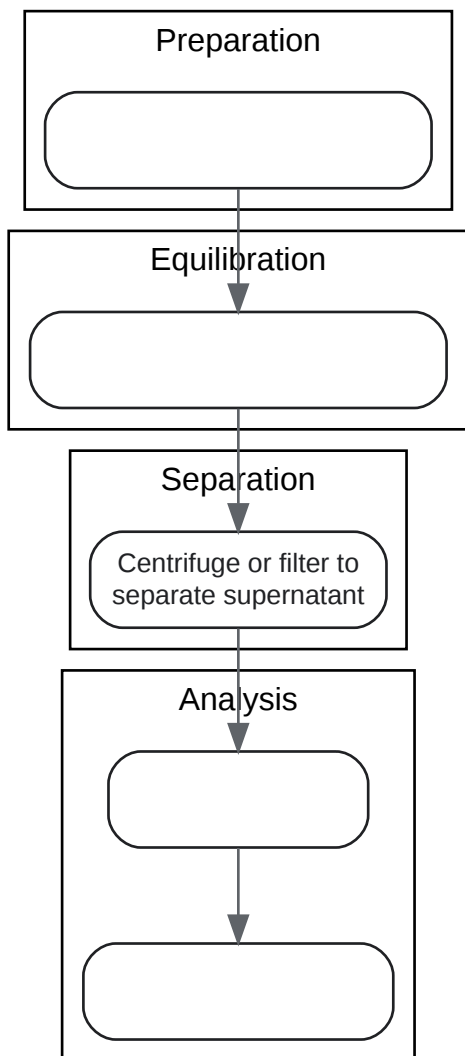 Preparation
Equilibration
Separation
Centrifuge or filter to
separate supernatant
Analysis